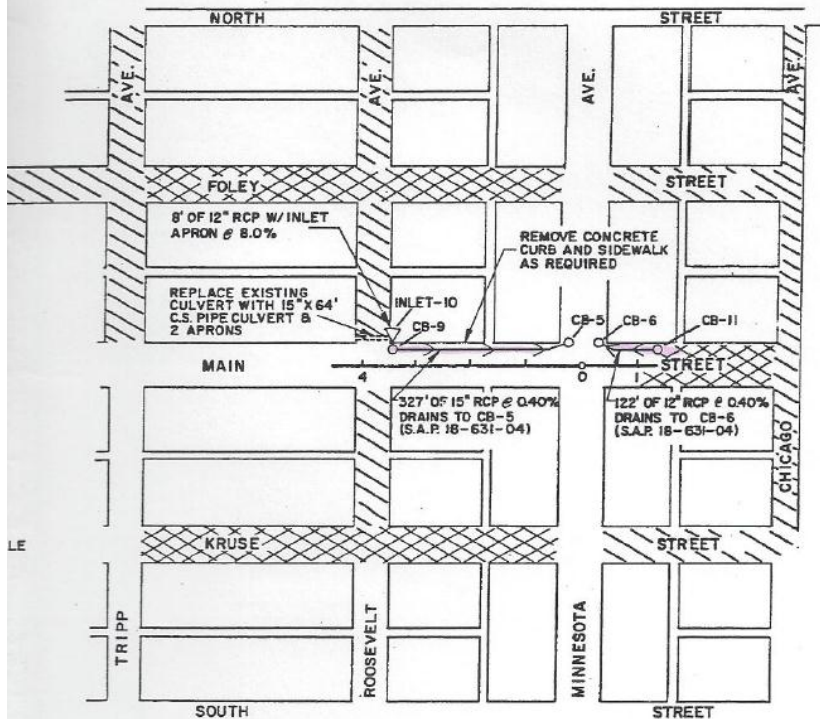 NORTH STREET
AVE. AVE. AVE. AVE.
FOLEY STREET
8' OF 12" RCP W/INLET
APRON @ 8.0%
REMOVE CONCRETE
CURB AND SIDEWALK
AS REQUIRED
REPLACE EXISTING
CULVERT WITH 15"X 64'
C.S. PIPE CULVERT &
2 APRONS
INLET-10
CB-9
CB-5
CB-6
CB-11
MAIN STREET
4
0
327' OF 15" RCP @ 0.40%
DRAINS TO CB-5
(S.A.P. 18-631-04)
122' OF 12" RCP @ 0.40%
DRAINS TO CB-6
(S.A.P. 18-631-04)
CHICAGO
LE
KRUSE STREET
TRIPP
ROOSEVELT
MINNESOTA
SOUTH STREET